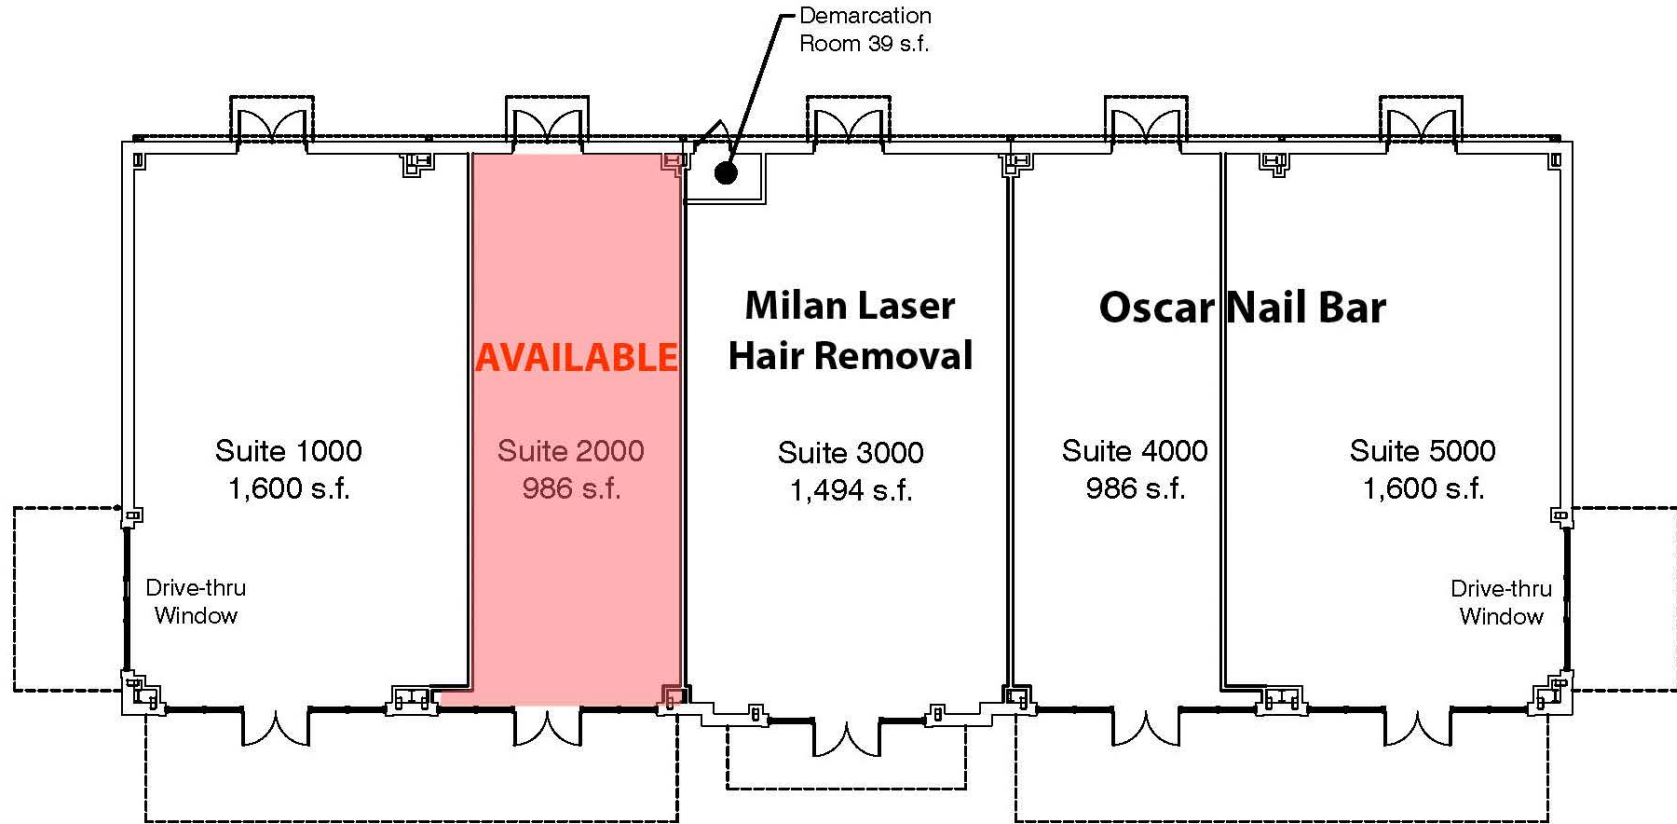 Demarcation
Room 39 s.f.
AVAILABLE
Milan Laser
Hair Removal
Oscar Nail Bar
Suite 1000
1,600 s.f.
Suite 2000
986 s.f.
Suite 3000
1,494 s.f.
Suite 4000
986 s.f.
Suite 5000
1,600 s.f.
Drive-thru
Window
Drive-thru
Window